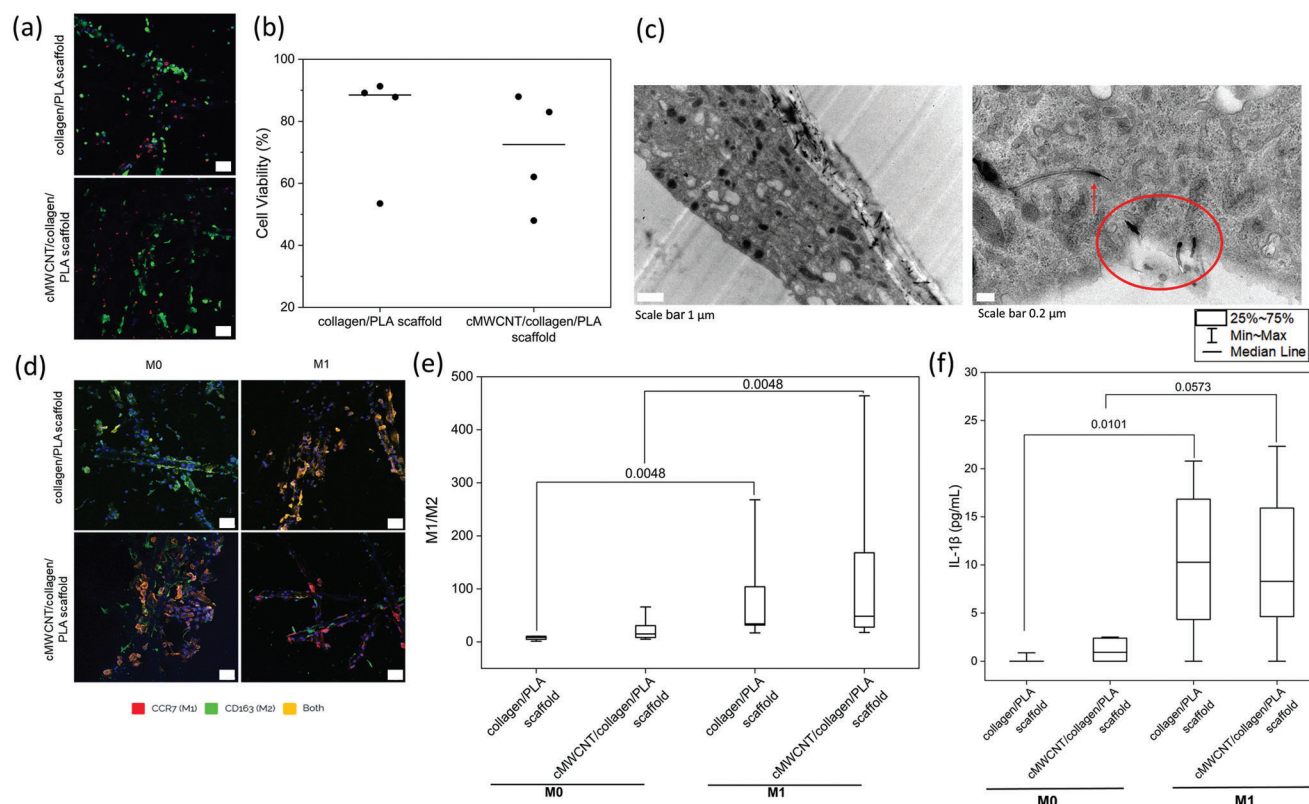 (a)
collagen/PLA scaffold
cMWCNT/collagen/
PLA scaffold
(b)
100
80
60
40
20
Cell Viability (%)
collagen/PLA scaffold
cMWCNT/collagen/PLA
scaffold
(c)
Scale bar 1 μm
Scale bar 0.2 μm
25%~75%
Min~Max
Median Line
(d)
M0
M1
collagen/PLA scaffold
cMWCNT/collagen/
PLA scaffold
CCR7 (M1)
CD163 (M2)
Both
(e)
500
400
300
200
100
0
M1/M2
0.0048
0.0048
collagen/PLA
scaffold
cMWCNT/collagen/PLA
scaffold
collagen/PLA
scaffold
cMWCNT/collagen/PLA
scaffold
M0
M1
(f)
30
25
20
15
10
5
0
IL-1β (pg/mL)
0.0573
0.0101
collagen/PLA
scaffold
cMWCNT/collagen/PLA
scaffold
collagen/PLA
scaffold
cMWCNT/collagen/PLA
scaffold
M0
M1